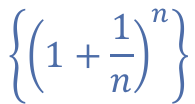 {(1 + 1/n)^n}